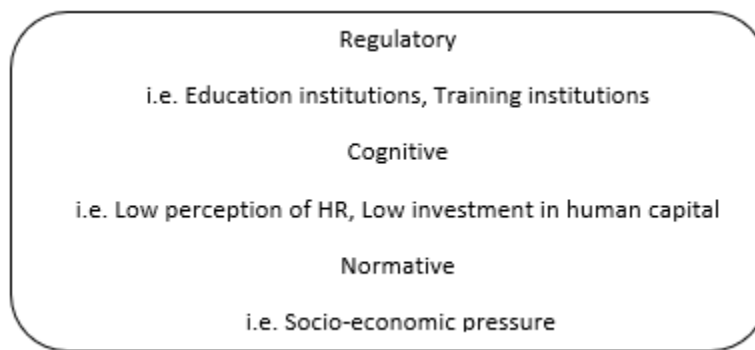 Regulatory
i.e. Education institutions, Training institutions
Cognitive
i.e. Low perception of HR, Low investment in human capital
Normative
i.e. Socio-economic pressure